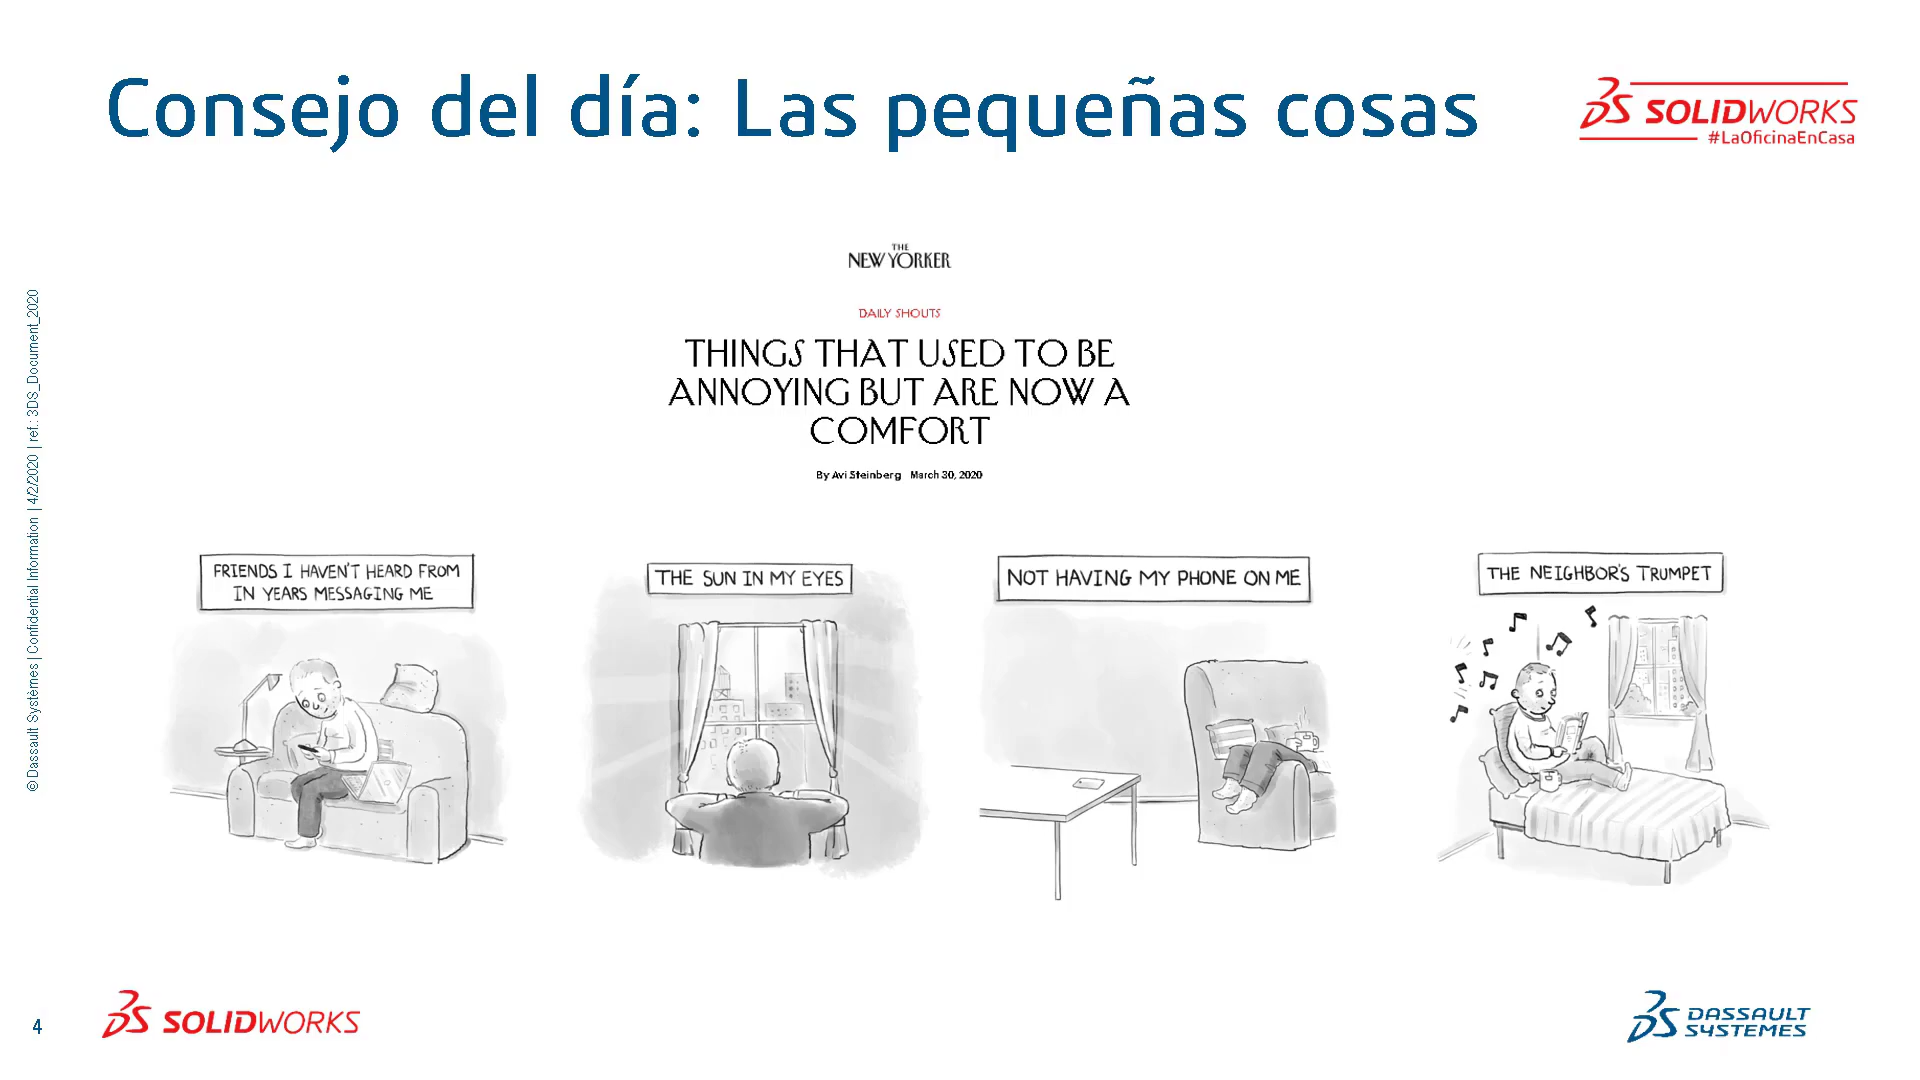 Consejo del día: Las pequeñas cosas
3DS SOLIDWORKS
#LaOficinaEnCasa
THE
NEW YORKER
DAILY SHOUTS
THINGS THAT USED TO BE
ANNOYING BUT ARE NOW A
COMFORT
By Avi Steinberg March 30, 2020
FRIENDS I HAVEN'T HEARD FROM
IN YEARS MESSAGING ME
THE SUN IN MY EYES
NOT HAVING MY PHONE ON ME
THE NEIGHBOR'S TRUMPET
© Dassault Systèmes | Confidential Information | 4/2/2020 | ref.: 3DS_Document_2020
4
3DS SOLIDWORKS
3DS DASSAULT
SYSTEMES